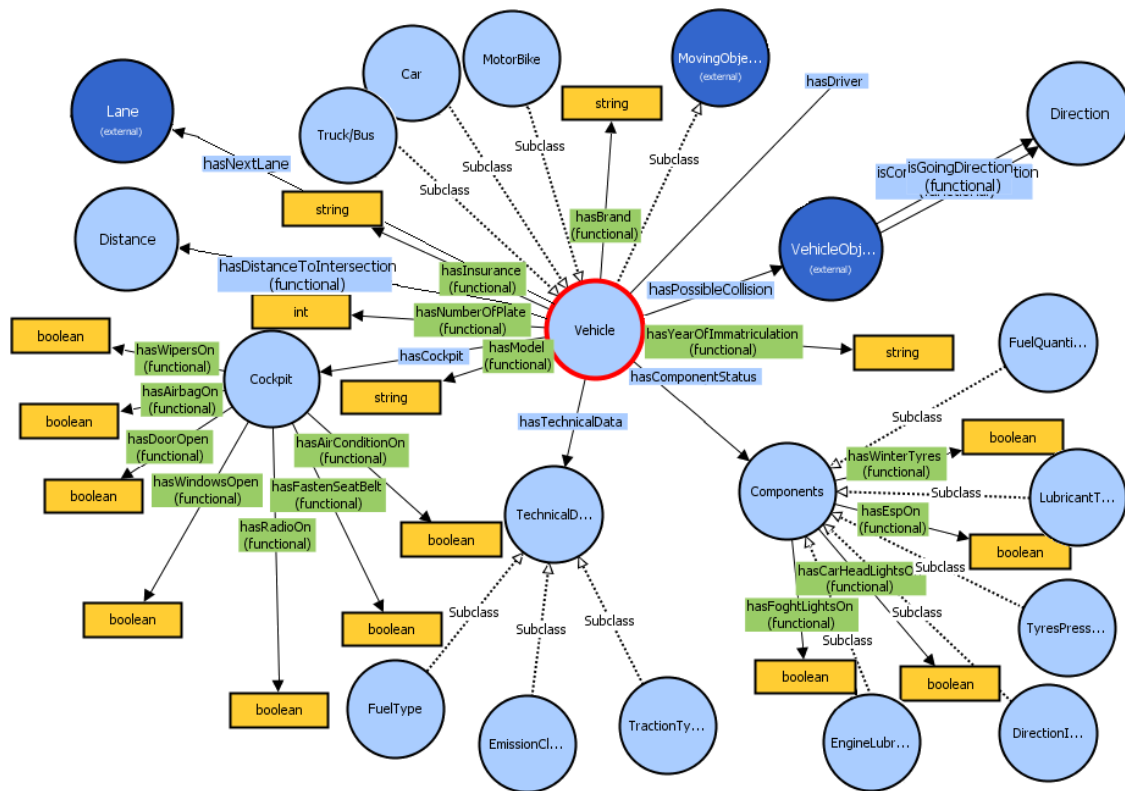 Car
MotorBike
MovingObje...
(external)
hasDriver
Lane
(external)
Truck/Bus
string
Direction
Subclass
Subclass
Subclass
Subclass
hasNextLane
isGoingDirection
(functional)
string
hasBrand
(functional)
Distance
VehicleObj...
(external)
hasDistanceToIntersection
(functional)
hasInsurance
(functional)
hasPossibleCollision
int
hasNumberOfPlate
(functional)
Vehicle
hasYearOfImmatriculation
(functional)
boolean
hasWipersOn
(functional)
hasCockpit
hasModel
(functional)
string
FuelQuanti...
Cockpit
hasComponentStatus
string
hasAirbagOn
(functional)
boolean
hasTechnicalData
Subclass
hasDoorOpen
(functional)
hasAirConditionOn
(functional)
boolean
hasWinterTyres
(functional)
boolean
hasWindowsOpen
(functional)
hasFastenSeatBelt
(functional)
Components
Subclass
LubricantT...
TechnicalD...
hasEspOn
(functional)
hasRadioOn
(functional)
boolean
boolean
Subclass
hasCarHeadLightsO
(functional)
boolean
boolean
Subclass
Subclass
Subclass
hasFoghtLightsOn
(functional)
Subclass
Subclass
TyresPress...
boolean
boolean
boolean
FuelType
EmissionCl...
TractionTy...
EngineLubr...
DirectionI...